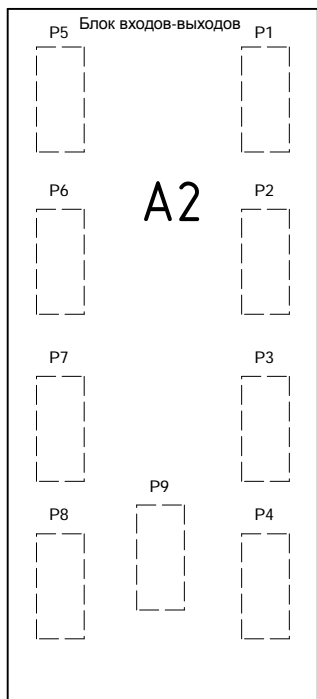 Блок входов-выходов
P5 P1
P6 P2
A2
P7 P3
P9
P8 P4